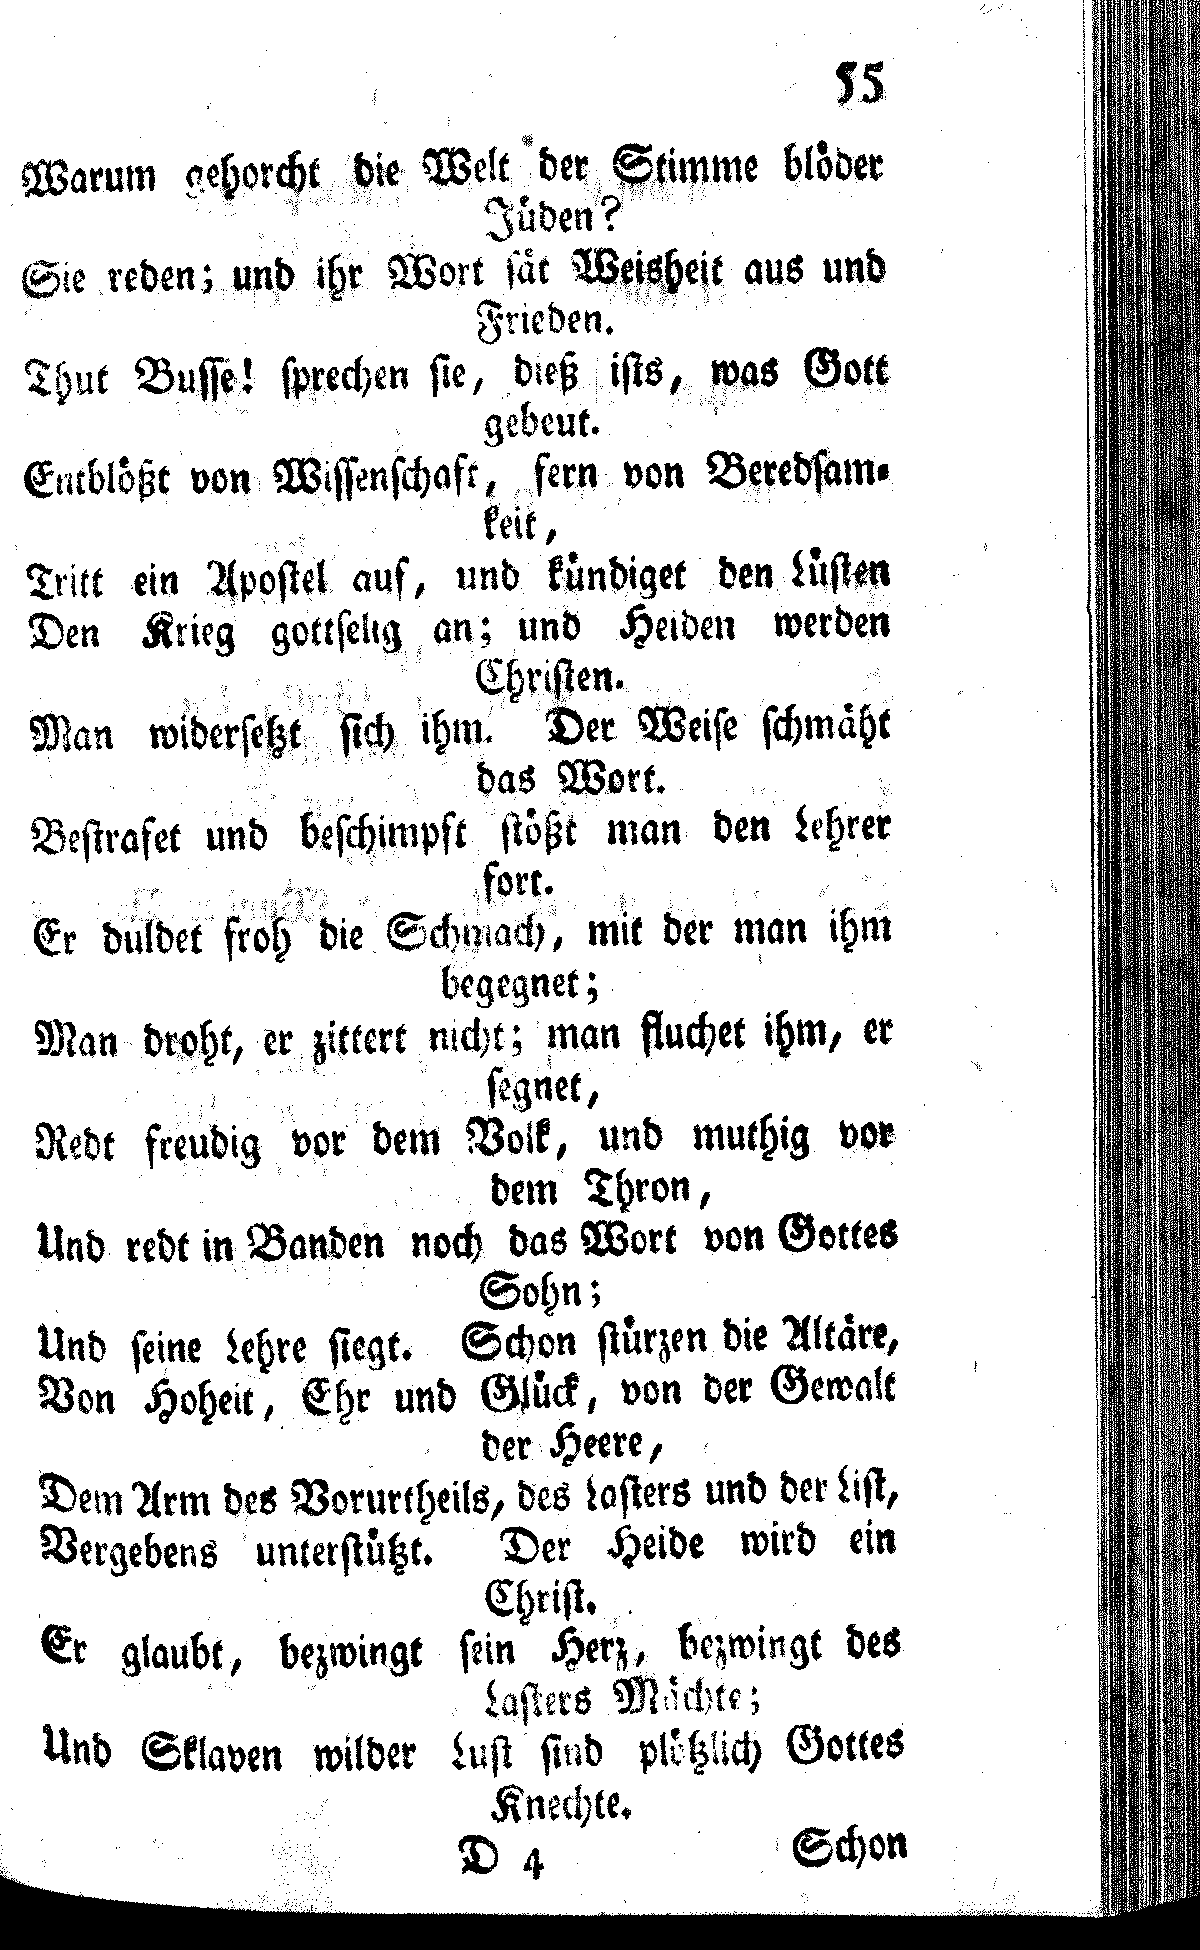 55
Warum gehorcht die Welt der Stimme blöder
Jüden?
Sie reden; und ihr Wort sät Weisheit aus und
Frieden.
Thut Busse! sprechen sie, dieß ists, was Gott
gebeut.
Entblößt von Wissenschaft, fern von Beredsam-
keit,
Tritt ein Apostel auf, und kündiget den Lüsten
Den Krieg gottselig an; und Heiden werden
Christen.
Man widersetzt sich ihm. Der Weise schmäht
das Wort.
Bestrafet und beschimpft stößt man den Lehrer
fort.
Er duldet froh die Schmach, mit der man ihm
begegnet;
Man droht, er zittert nicht; man fluchet ihm, er
segnet,
Redt freudig vor dem Volk, und muthig vor
dem Thron,
Und redt in Banden noch das Wort von Gottes
Sohn;
Und seine Lehre siegt. Schon stürzen die Altäre,
Von Hoheit, Ehr und Glück, von der Gewalt
der Heere,
Dem Arm des Vorurtheils, des Lasters und der List,
Vergebens unterstützt. Der Heide wird ein
Christ.
Er glaubt, bezwingt sein Herz, bezwingt des
Lasters Mächte;
Und Sklaven wilder Lust sind plötzlich Gottes
Knechte.
D 4 Schon